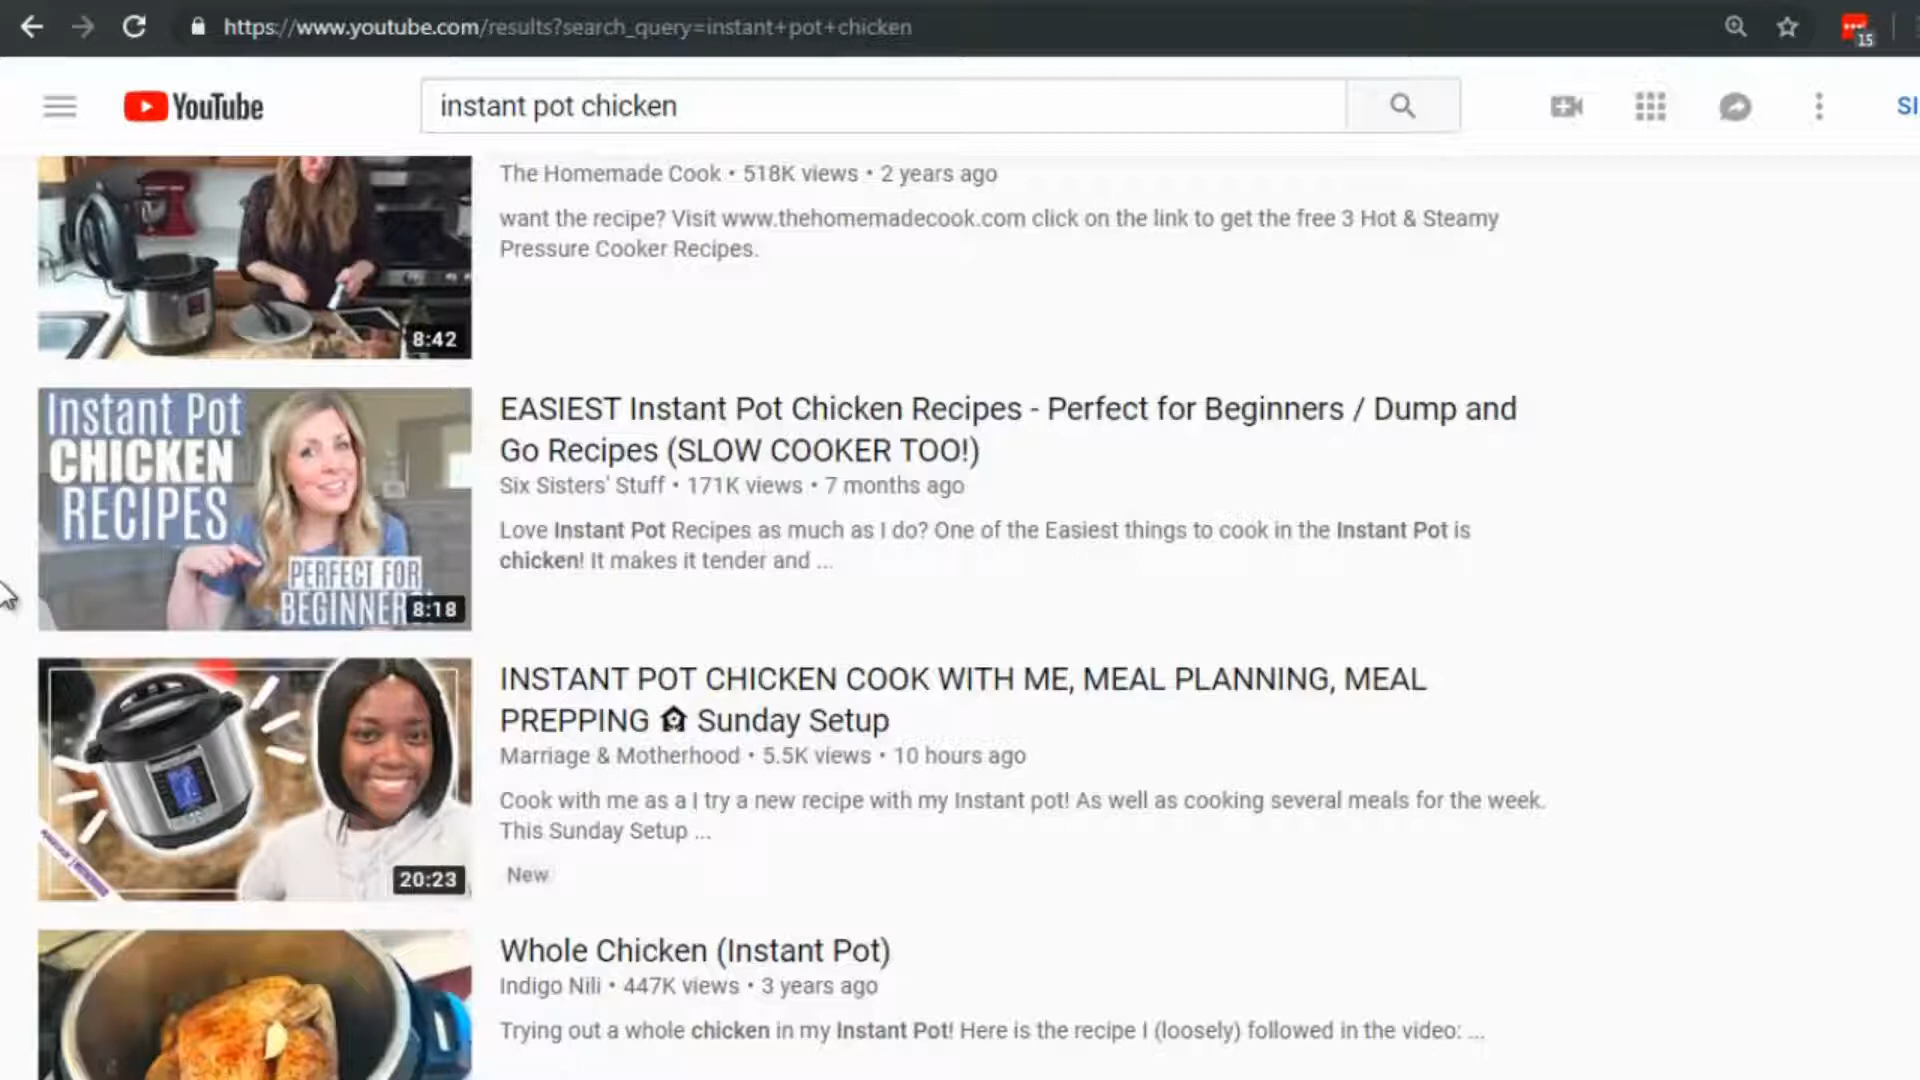 https://www.youtube.com/results?search_query=instant+pot+chicken
15
YouTube
instant pot chicken
SI
The Homemade Cook • 518K views • 2 years ago
want the recipe? Visit www.thehomemadecook.com click on the link to get the free 3 Hot & Steamy
Pressure Cooker Recipes.
8:42
Instant Pot
CHICKEN
RECIPES
PERFECT FOR
BEGINNER
8:18
EASIEST Instant Pot Chicken Recipes - Perfect for Beginners / Dump and
Go Recipes (SLOW COOKER TOO!)
Six Sisters' Stuff • 171K views • 7 months ago
Love Instant Pot Recipes as much as I do? One of the Easiest things to cook in the Instant Pot is
chicken! It makes it tender and ...
20:23
INSTANT POT CHICKEN COOK WITH ME, MEAL PLANNING, MEAL
PREPPING 🏠 Sunday Setup
Marriage & Motherhood • 5.5K views • 10 hours ago
Cook with me as a I try a new recipe with my Instant pot! As well as cooking several meals for the week.
This Sunday Setup ...
New
Whole Chicken (Instant Pot)
Indigo Nili • 447K views • 3 years ago
Trying out a whole chicken in my Instant Pot! Here is the recipe I (loosely) followed in the video: ...